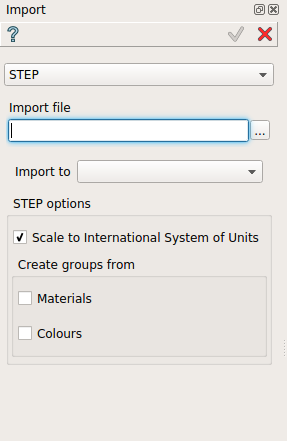 Import
STEP
Import file
...
Import to
STEP options
Scale to International System of Units
Create groups from
Materials
Colours